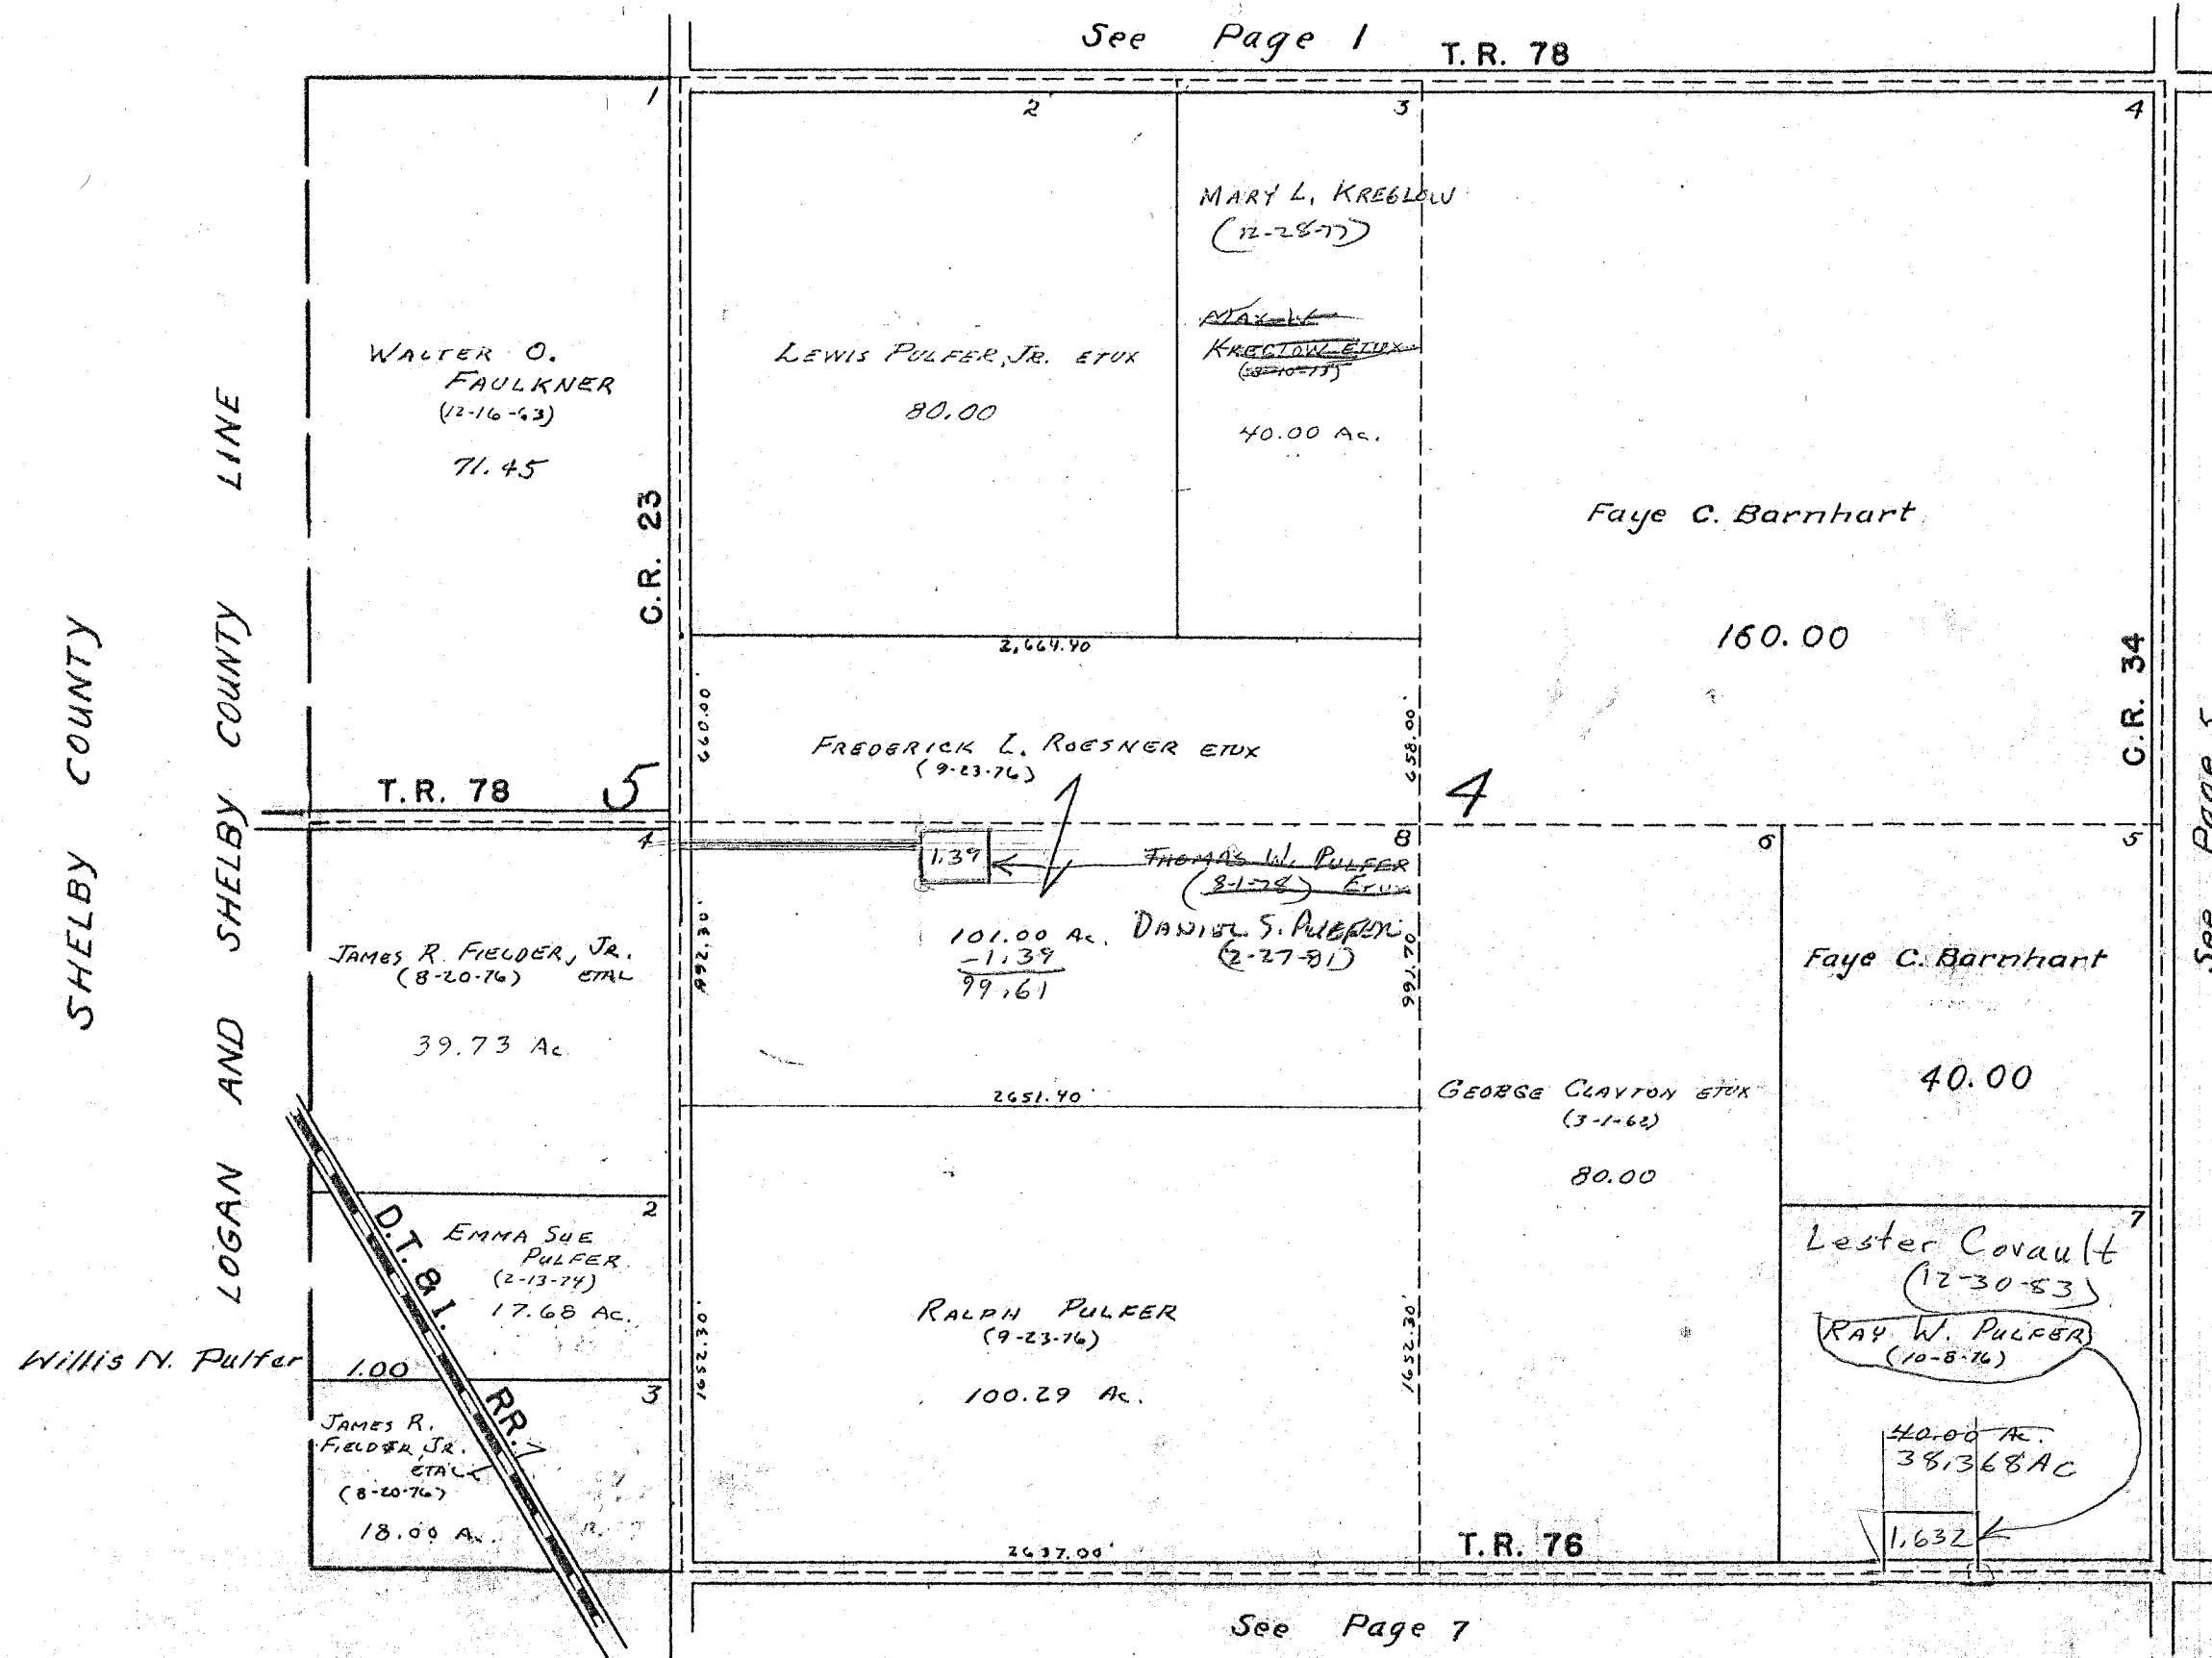 See Page 1
T. R. 78
1
2
3
4
MARY L. KREGLOW
(12-28-77)
WALTER O.
FAULKNER
(12-16-63)
71.45
LEWIS PULFER, JR. ETUX
80.00
KREGLOW ETUX
40.00 Ac.
C.R. 23
Faye C. Barnhart
160.00
C.R. 34
SHELBY COUNTY
LOGAN AND SHELBY COUNTY LINE
2,664.40
660.00'
658.00'
FREDERICK L. ROESNER ETUX
(9-23-76)
T.R. 78
5
4
4
8
6
5
1.39
THOMAS W. PULFER
(8-1-78) ETUX
DANIEL S. PULFER
(2-27-81)
101.00 Ac.
-1.39
99.61
992.30'
991.70
See Page 5
JAMES R. FIELDER, JR.
(8-20-76) ETAL
39.73 Ac.
Faye C. Barnhart
40.00
2651.40'
GEORGE CLAYTON ETUX
(3-1-62)
80.00
2
EMMA SUE
PULFER
(2-13-74)
17.68 Ac.
D.T. & I. RR.
Willis N. Pulfer
1.00
3
JAMES R.
FIELDER, JR.
ETAL
(8-20-76)
18.00 A.
1652.30'
RALPH PULFER
(9-23-76)
100.29 Ac.
1652.30'
7
Lester Covault
(12-30-83)
RAY W. PULFER
(10-8-76)
40.00 Ac.
38.368 AC
1.632
2637.00'
T.R. 76
See Page 7